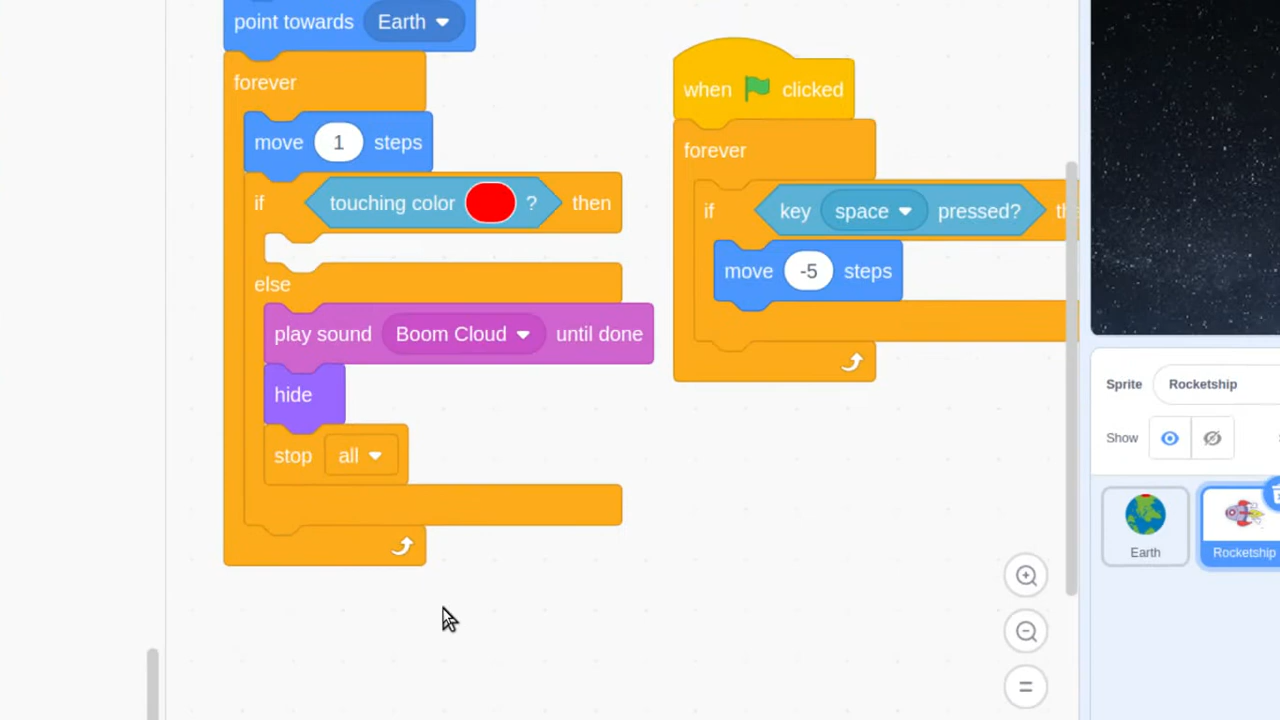 point towards Earth
forever
move 1 steps
if touching color ? then
else
play sound Boom Cloud until done
hide
stop all
when clicked
forever
if key space pressed?
move -5 steps
Sprite Rocketship
Show
Earth
Rocketship